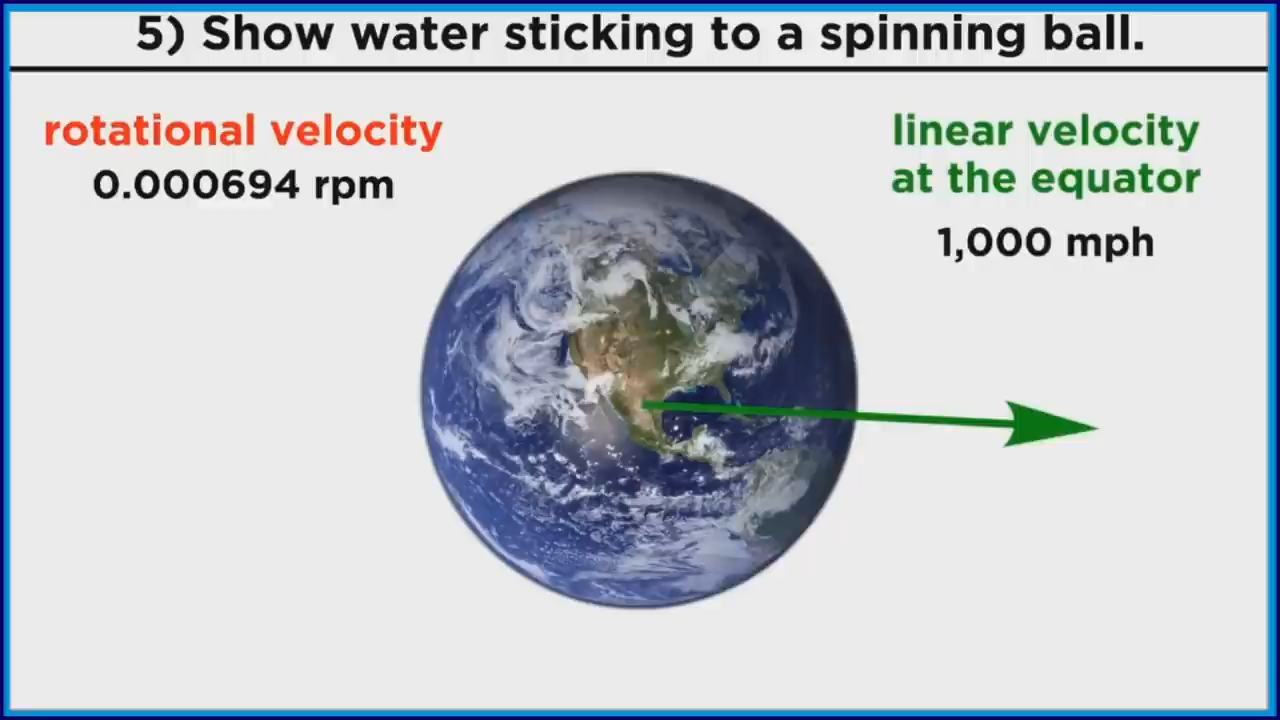 5) Show water sticking to a spinning ball.
rotational velocity
0.000694 rpm
linear velocity
at the equator
1,000 mph